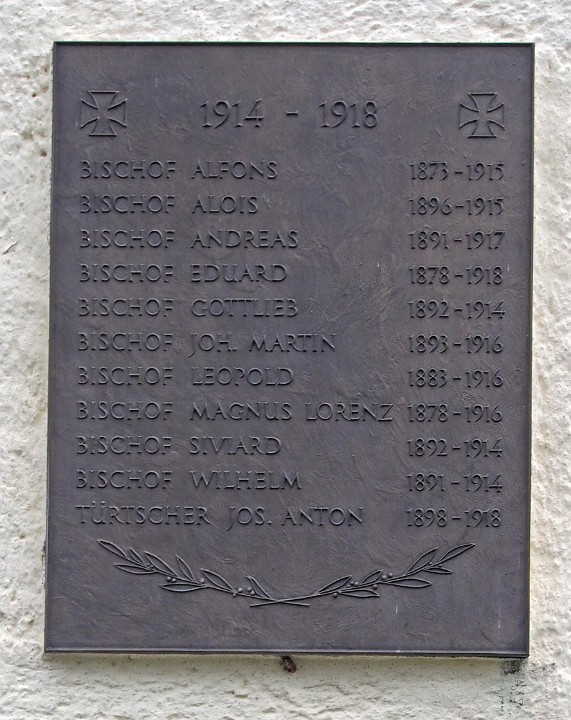 1914 - 1918
BISCHOF ALFONS 1873-1915
BISCHOF ALOIS 1896-1915
BISCHOF ANDREAS 1891-1917
BISCHOF EDUARD 1878-1918
BISCHOF GOTTLIEB 1892-1914
BISCHOF JOH. MARTIN 1893-1916
BISCHOF LEOPOLD 1883-1916
BISCHOF MAGNUS LORENZ 1878-1916
BISCHOF SIVIARD 1892-1914
BISCHOF WILHELM 1891-1914
TÜRTSCHER JOS. ANTON 1898-1918